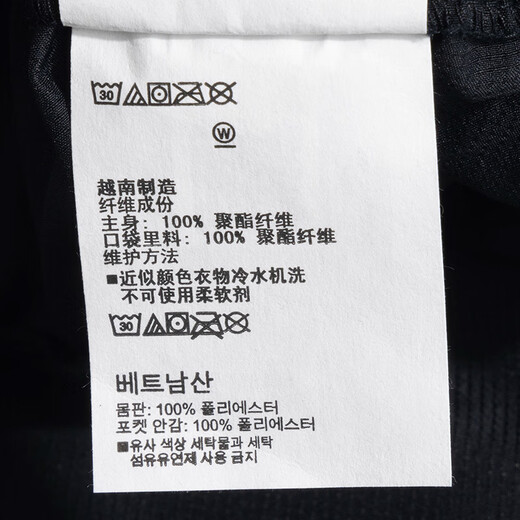 30
W
越南制造
纤维成份
主身: 100% 聚酯纤维
口袋里料: 100% 聚酯纤维
维护方法
■近似颜色衣物冷水机洗
不可使用柔软剂
30
베트남산
몸판: 100% 폴리에스터
포켓 안감: 100% 폴리에스터
■유사 색상 세탁물과 세탁
섬유유연제 사용 금지